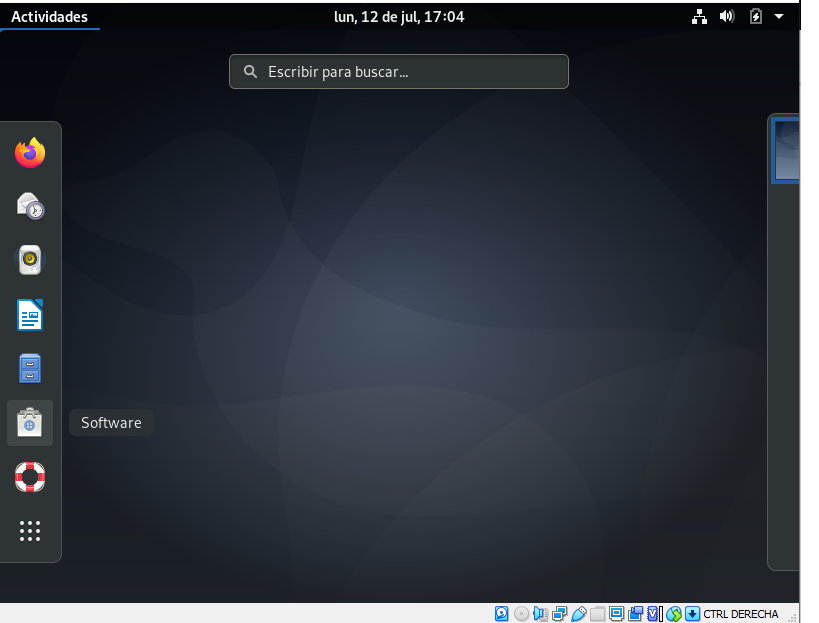 Actividades
lun, 12 de jul, 17:04
Escribir para buscar...
Software
CTRL DERECHA